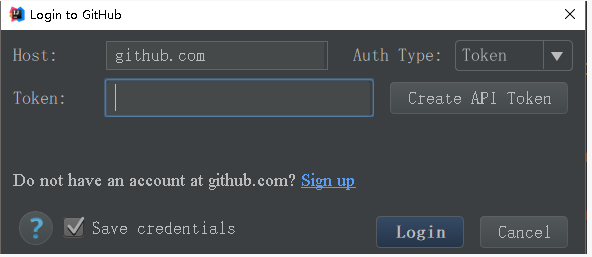 Login to GitHub
Host: github.com Auth Type: Token
Token: Create API Token
Do not have an account at github.com? Sign up
? Save credentials Login Cancel